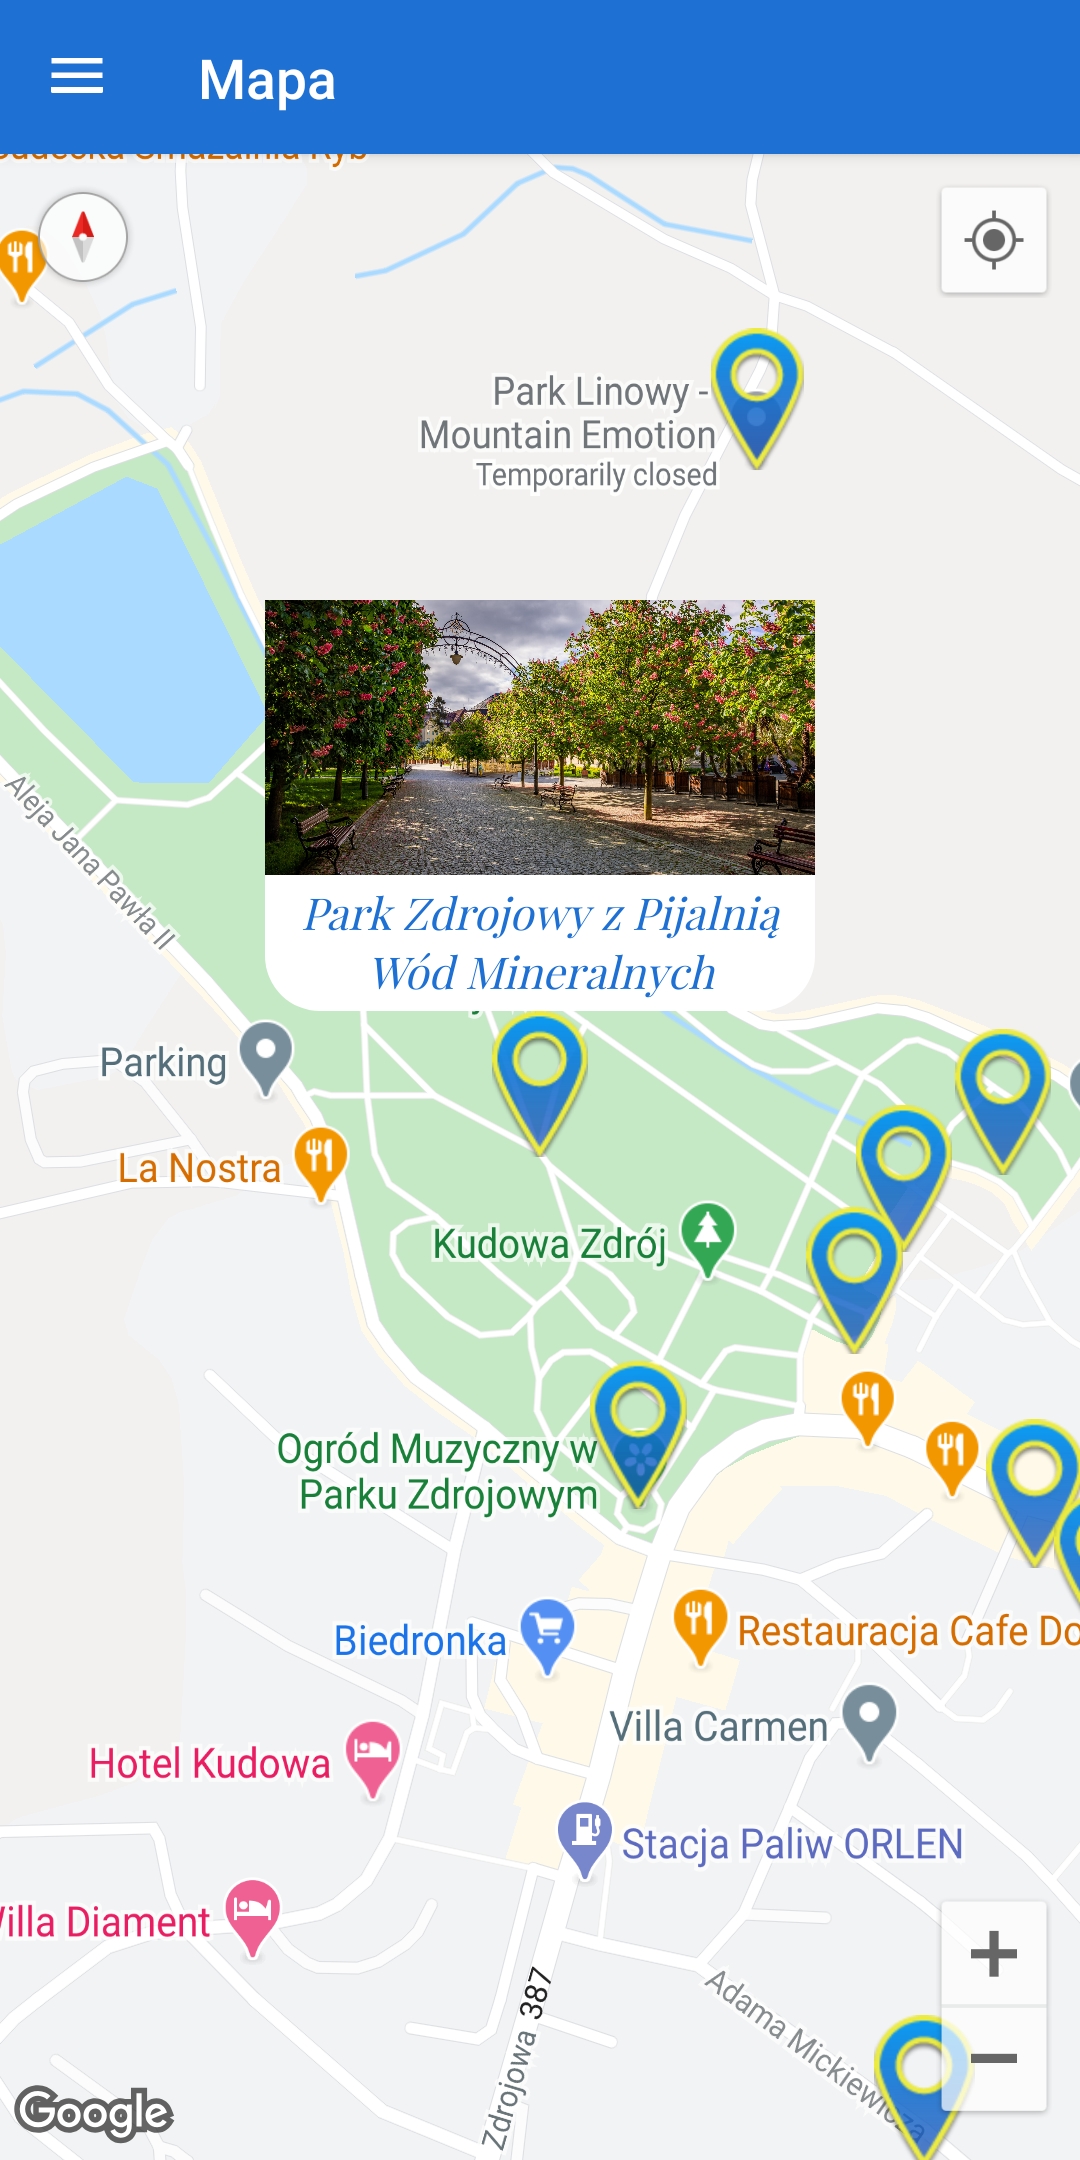 Mapa
Park Linowy -
Mountain Emotion
Temporarily closed
Aleja Jana Pawła II
Park Zdrojowy z Pijalnią
Wód Mineralnych
Parking
La Nostra
Kudowa Zdrój
Ogród Muzyczny w
Parku Zdrojowym
Biedronka
Restauracja Cafe Do
Villa Carmen
Hotel Kudowa
Stacja Paliw ORLEN
Villa Diament
Zdrojowa 387
Adama Mickiewicza
Google